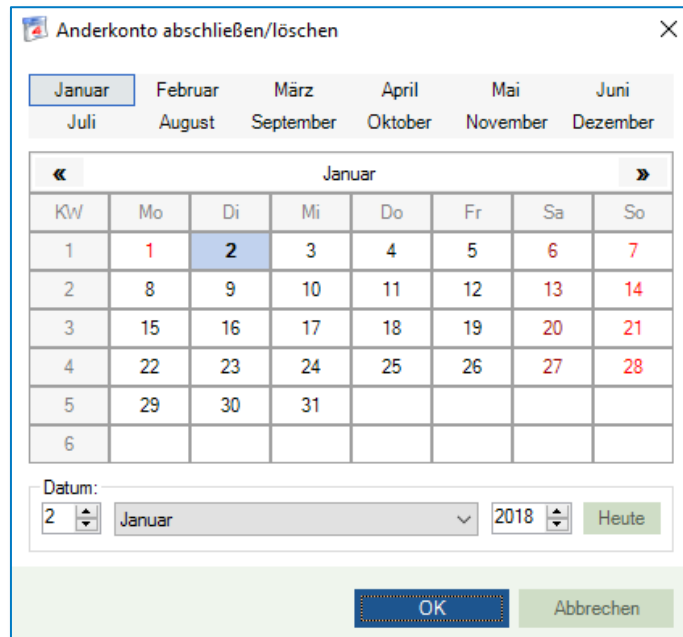 Anderkonto abschließen/löschen
Januar Februar März April Mai Juni
Juli August September Oktober November Dezember
« Januar »
KW Mo Di Mi Do Fr Sa So
1 1 2 3 4 5 6 7
2 8 9 10 11 12 13 14
3 15 16 17 18 19 20 21
4 22 23 24 25 26 27 28
5 29 30 31
6
Datum:
2 Januar 2018 Heute
OK Abbrechen